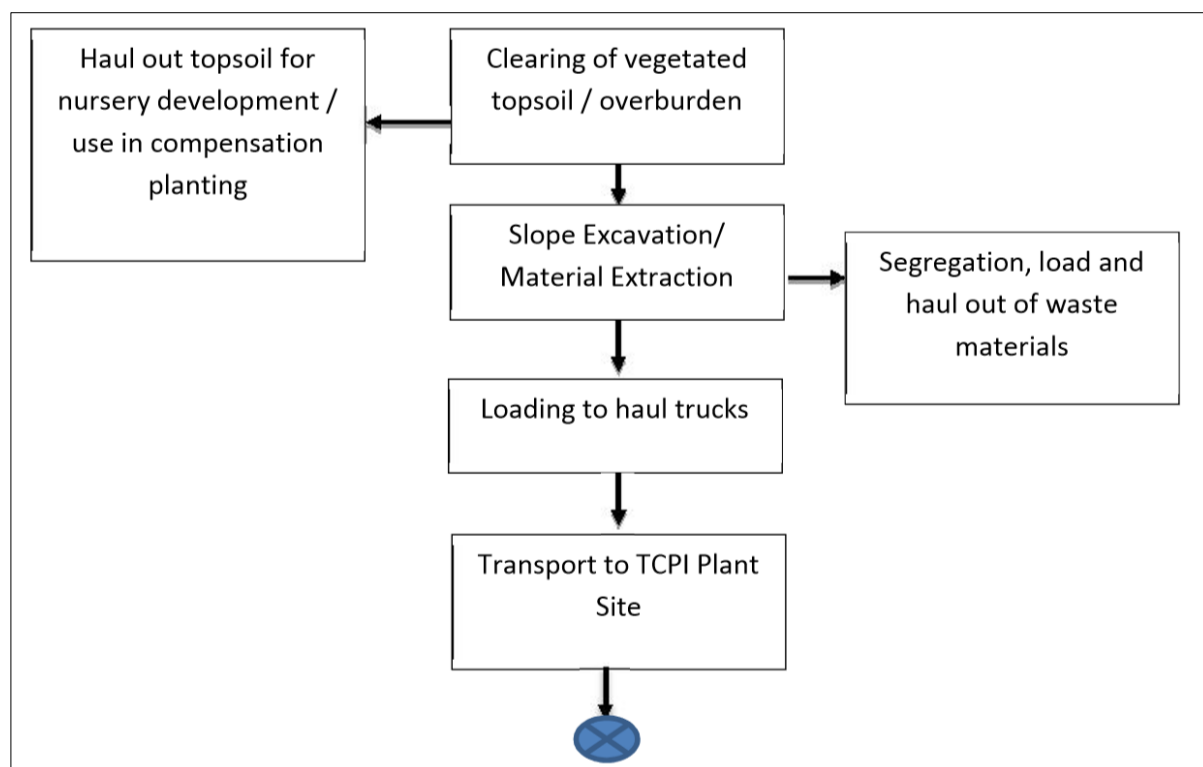 Haul out topsoil for
nursery development /
use in compensation
planting
Clearing of vegetated
topsoil / overburden
Slope Excavation/
Material Extraction
Segregation, load and
haul out of waste
materials
Loading to haul trucks
Transport to TCPI Plant
Site